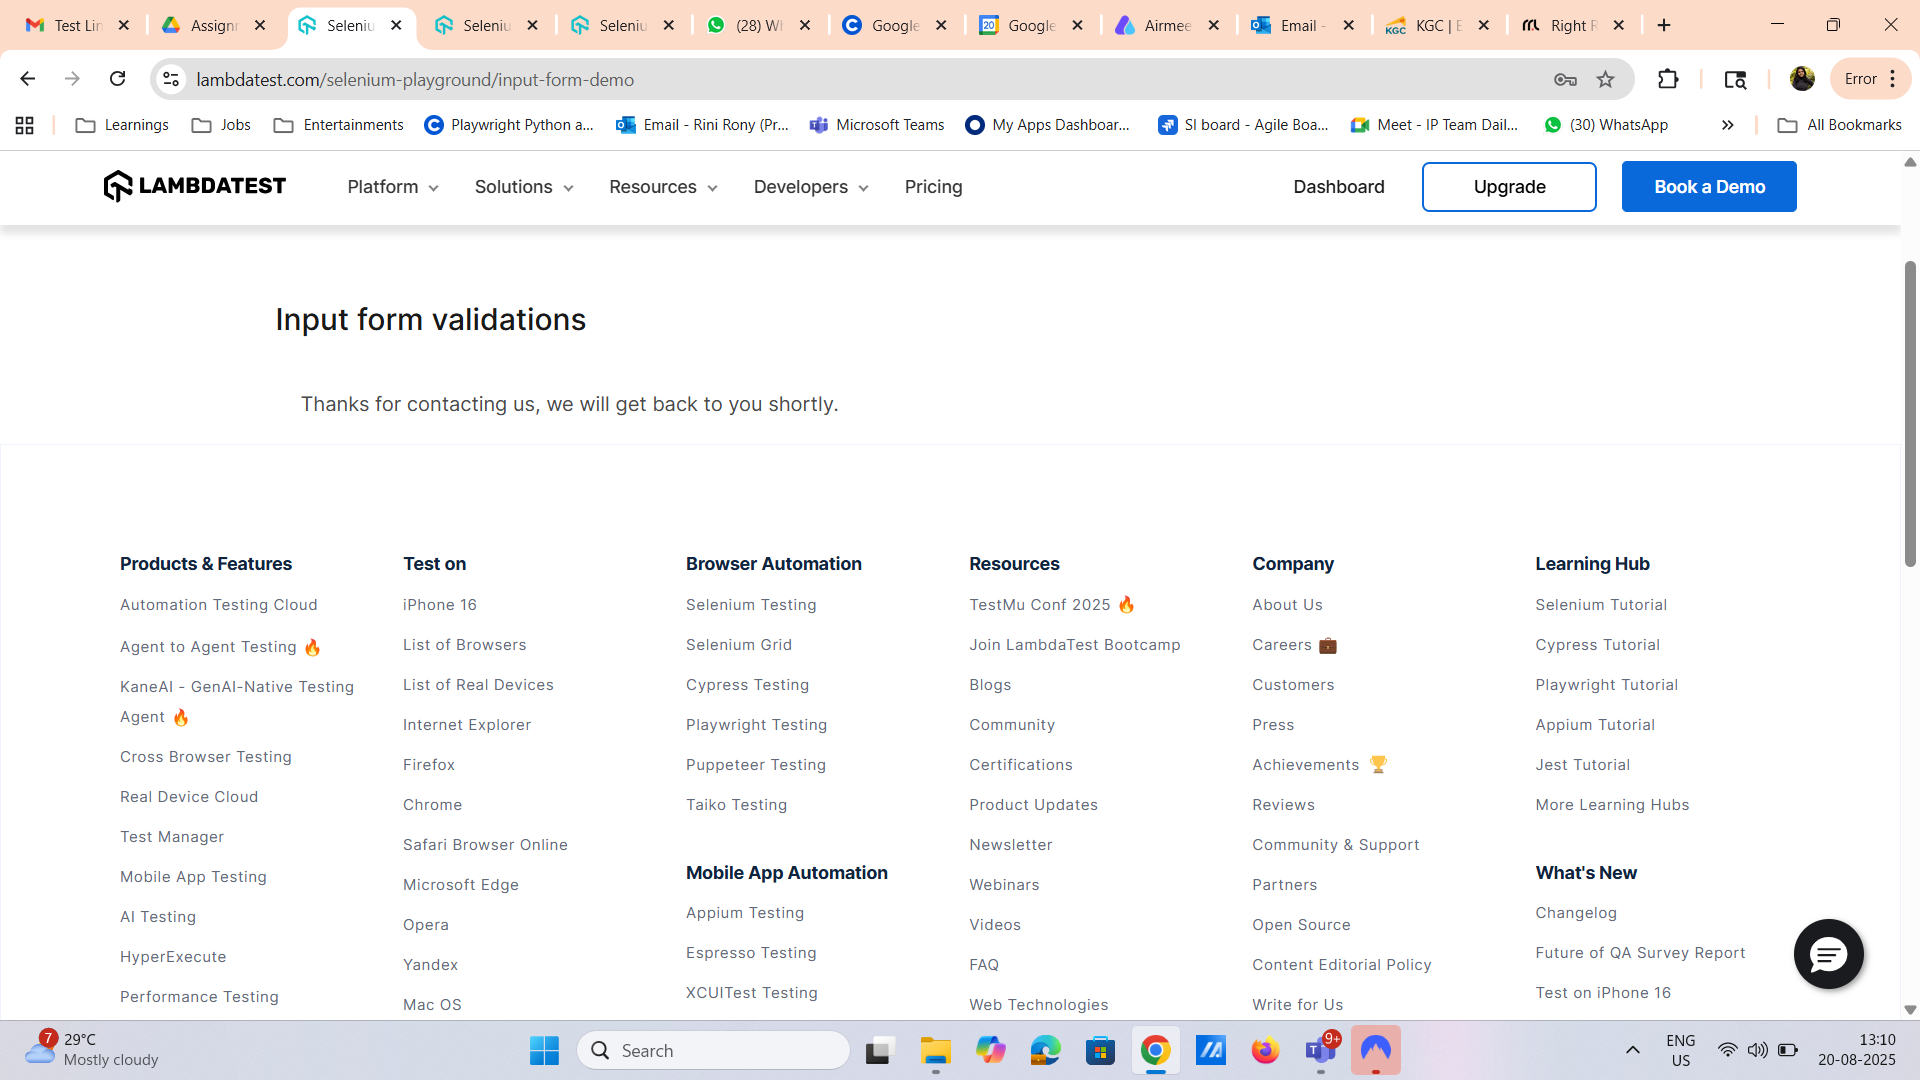 Test Lin
Assignm
Seleniu
Seleniu
Seleniu
(28) Wh
Google
Google
Airmee
Email -
KGC | E
Right R
lambdatest.com/selenium-playground/input-form-demo
Error
Learnings
Jobs
Entertainments
Playwright Python a...
Email - Rini Rony (Pr...
Microsoft Teams
My Apps Dashboar...
SI board - Agile Boa...
Meet - IP Team Dail...
(30) WhatsApp
All Bookmarks
LAMBDATEST
Platform
Solutions
Resources
Developers
Pricing
Dashboard
Upgrade
Book a Demo
Input form validations
Thanks for contacting us, we will get back to you shortly.
Products & Features
Automation Testing Cloud
Agent to Agent Testing 🔥
KaneAI - GenAI-Native Testing
Agent 🔥
Cross Browser Testing
Real Device Cloud
Test Manager
Mobile App Testing
AI Testing
HyperExecute
Performance Testing
Test on
iPhone 16
List of Browsers
List of Real Devices
Internet Explorer
Firefox
Chrome
Safari Browser Online
Microsoft Edge
Opera
Yandex
Mac OS
Browser Automation
Selenium Testing
Selenium Grid
Cypress Testing
Playwright Testing
Puppeteer Testing
Taiko Testing
Mobile App Automation
Appium Testing
Espresso Testing
XCUITest Testing
Resources
TestMu Conf 2025 🔥
Join LambdaTest Bootcamp
Blogs
Community
Certifications
Product Updates
Newsletter
Webinars
Videos
FAQ
Web Technologies
Company
About Us
Careers 💼
Customers
Press
Achievements 🏆
Reviews
Community & Support
Partners
Open Source
Content Editorial Policy
Write for Us
Learning Hub
Selenium Tutorial
Cypress Tutorial
Playwright Tutorial
Appium Tutorial
Jest Tutorial
More Learning Hubs
What's New
Changelog
Future of QA Survey Report
Test on iPhone 16
7
29°C
Mostly cloudy
Search
9+
ENG
US
13:10
20-08-2025